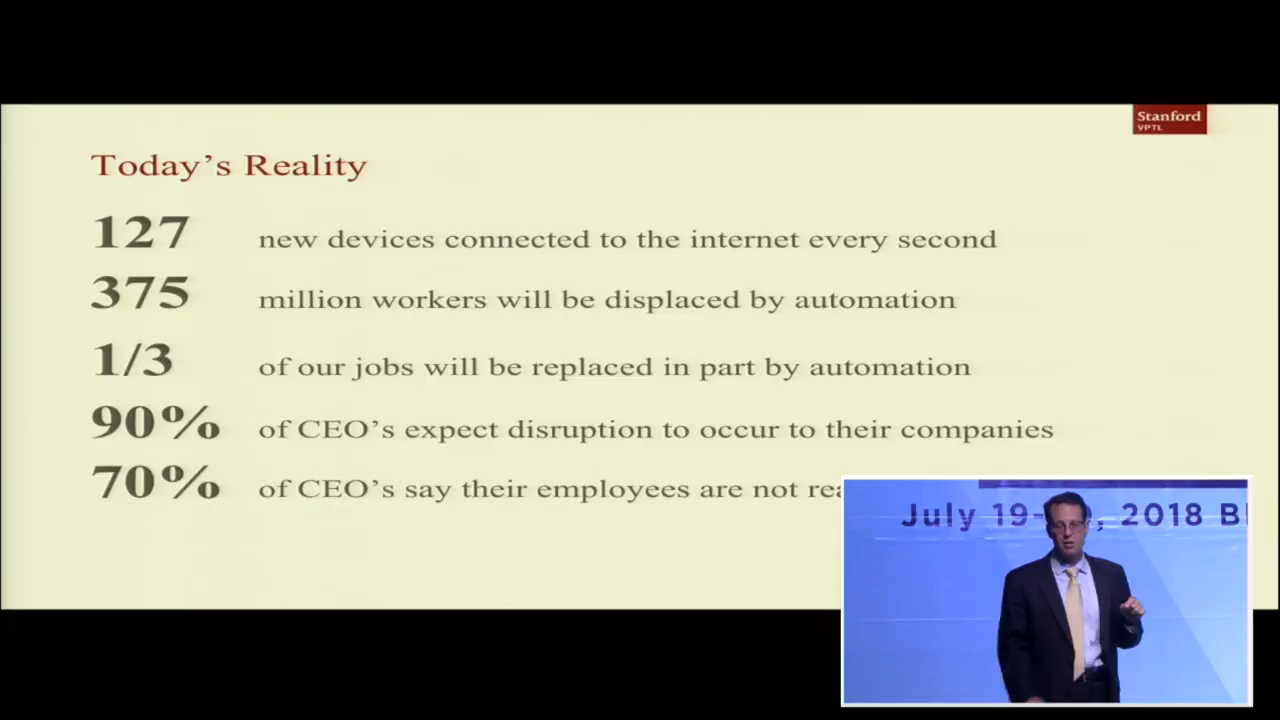 Stanford
VPTL
Today's Reality
127 new devices connected to the internet every second
375 million workers will be displaced by automation
1/3 of our jobs will be replaced in part by automation
90% of CEO's expect disruption to occur to their companies
70% of CEO's say their employees are not
July 2018